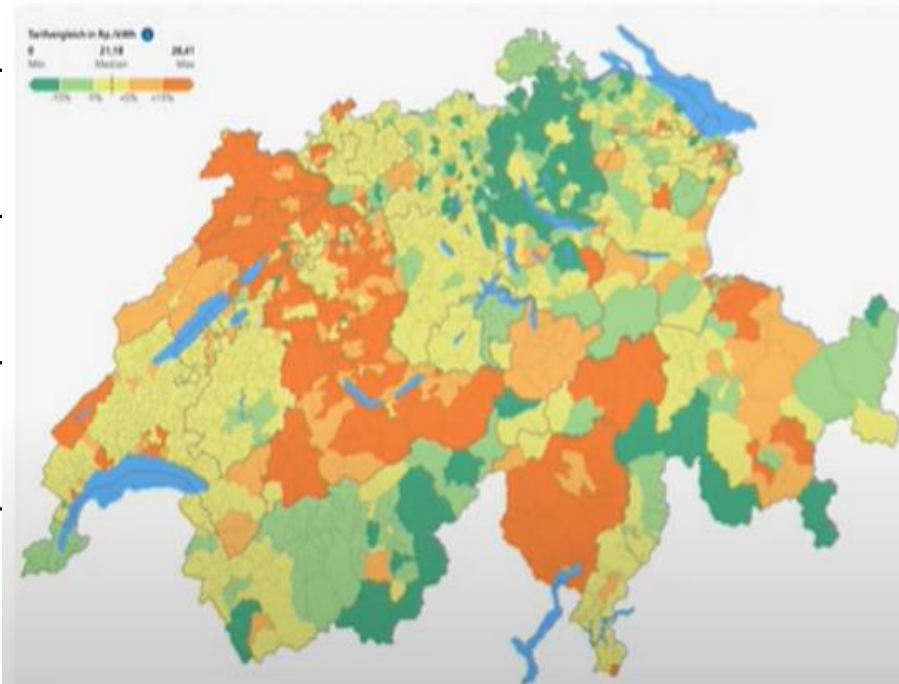 Tarifvergleich in Rp./kWh i
0 21,18 28,41
Min Median Max
-15% -5% +5% +15%